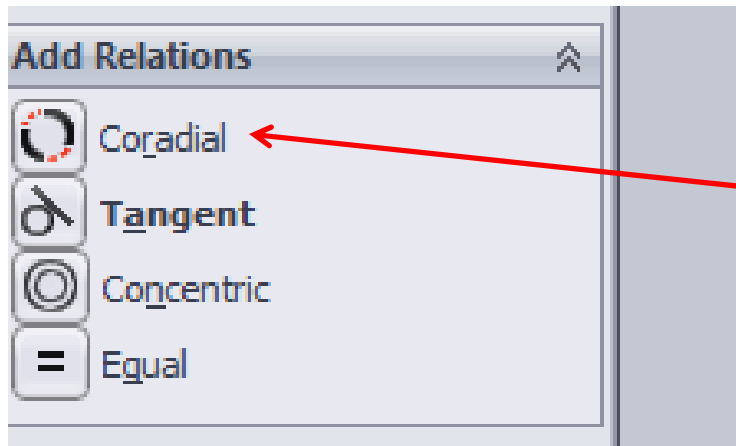 Add Relations
Coradial
Tangent
Concentric
Equal